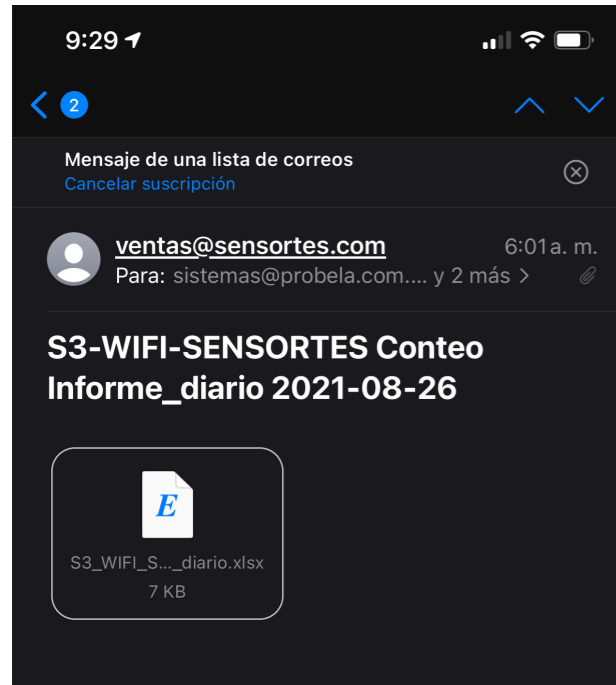 9:29
2
Mensaje de una lista de correos
Cancelar suscripción
ventas@sensortes.com 6:01a. m.
Para: sistemas@probela.com.... y 2 más >
S3-WIFI-SENSORTES Conteo
Informe_diario 2021-08-26
E
S3_WIFI_S..._diario.xlsx
7 KB